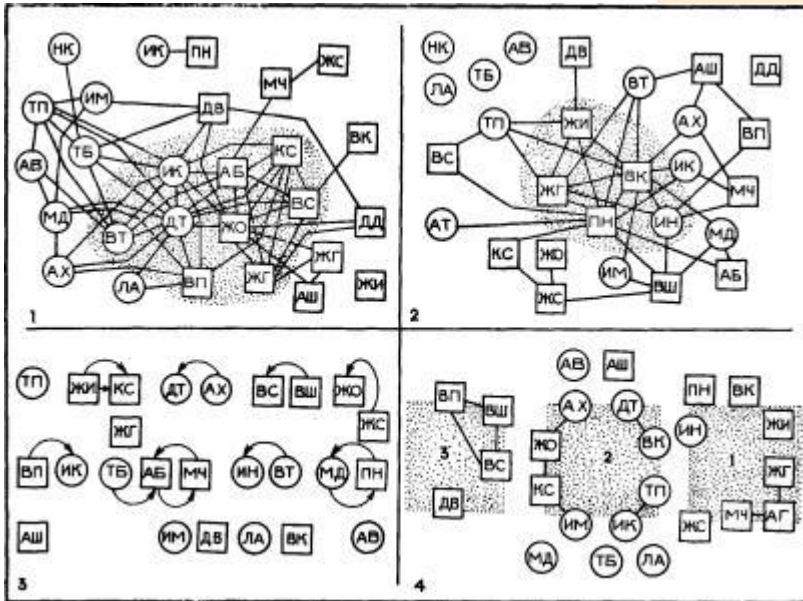 НК ИК ПН МЧ ЖС
ТП ИМ ДВ
ТБ ИК АБ КС ВК
АВ
МД ВТ ДТ ЖО ВС ДД
АХ ЛА ВП ЖГ ЖГ АШ ЖИ
1
НК АВ ДВ АШ ДД
ЛА ТБ ВТ
ТП ЖИ АХ ВП
ВС ЖГ ВК ИК МЧ
АТ ПН ИН МД
КС ЖО ИМ ВШ АБ
ЖС
2
ТП ЖИ КС ДТ АХ ВС ВШ ЖО
ЖГ ЖС
ВП ИК ТБ АБ МЧ ИН ВТ МД ПН
АШ ИМ ДВ ЛА ВК АВ
3
АВ АШ
ВП ВШ АХ ДТ ПН ВК
ЖО ВК ИН ЖИ
3 ВС 2 1
КС ТП ЖГ
ДВ ИМ ИК ЖС МЧ АГ
МД ТБ ЛА
4